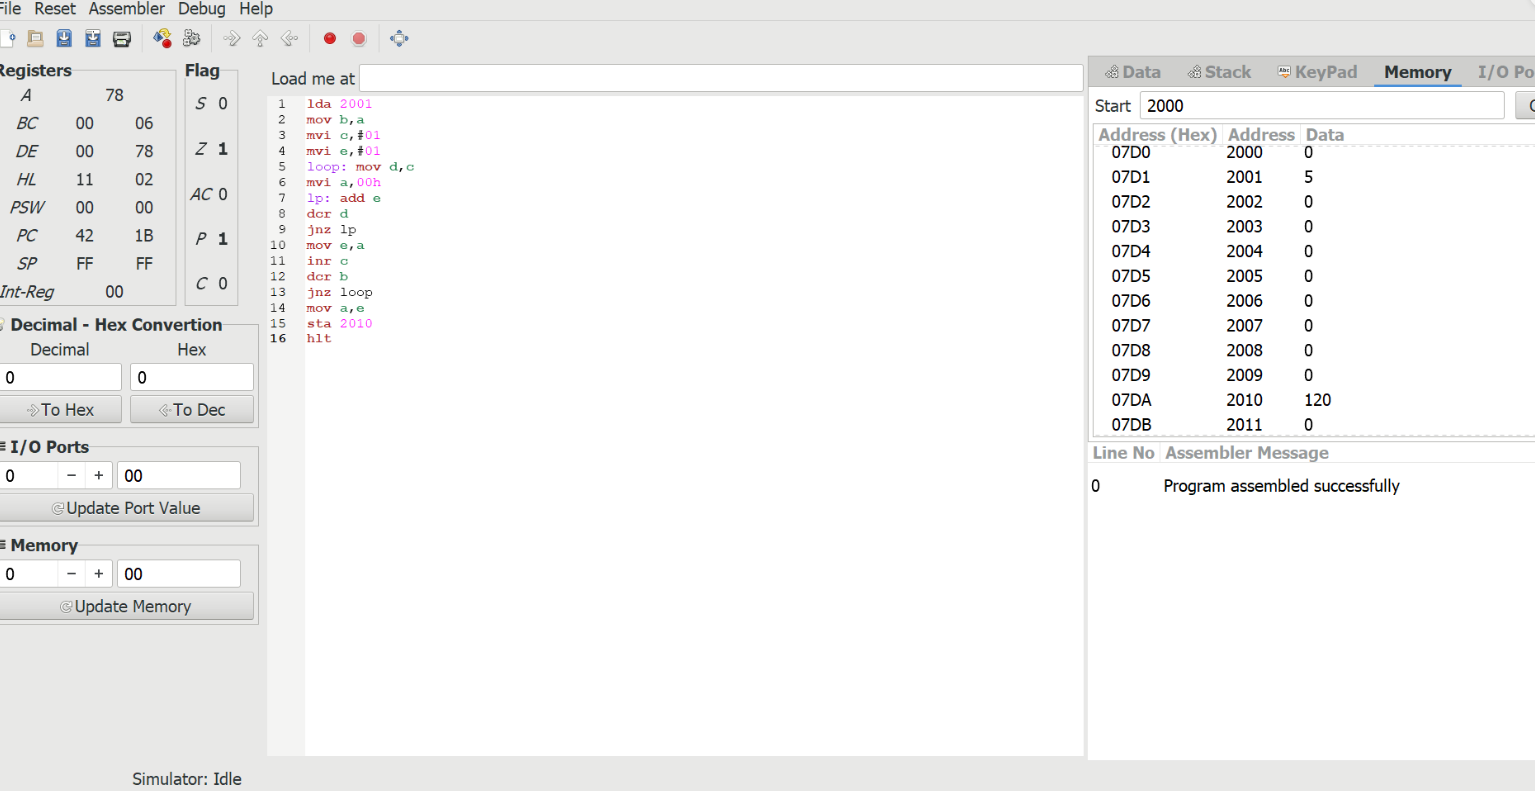 File Reset Assembler Debug Help
Registers
A 78
BC 00 06
DE 00 78
HL 11 02
PSW 00 00
PC 42 1B
SP FF FF
Int-Reg 00
Flag
S 0
Z 1
AC 0
P 1
C 0
Decimal - Hex Convertion
Decimal Hex
0 0
To Hex To Dec
I/O Ports
0 − + 00
Update Port Value
Memory
0 − + 00
Update Memory
Load me at
1 lda 2001
2 mov b,a
3 mvi c,#01
4 mvi e,#01
5 loop: mov d,c
6 mvi a,00h
7 lp: add e
8 dcr d
9 jnz lp
10 mov e,a
11 inr c
12 dcr b
13 jnz loop
14 mov a,e
15 sta 2010
16 hlt
Data Stack Abc KeyPad Memory I/O Po
Start 2000
Address (Hex) Address Data
07D0 2000 0
07D1 2001 5
07D2 2002 0
07D3 2003 0
07D4 2004 0
07D5 2005 0
07D6 2006 0
07D7 2007 0
07D8 2008 0
07D9 2009 0
07DA 2010 120
07DB 2011 0
Line No Assembler Message
0 Program assembled successfully
Simulator: Idle